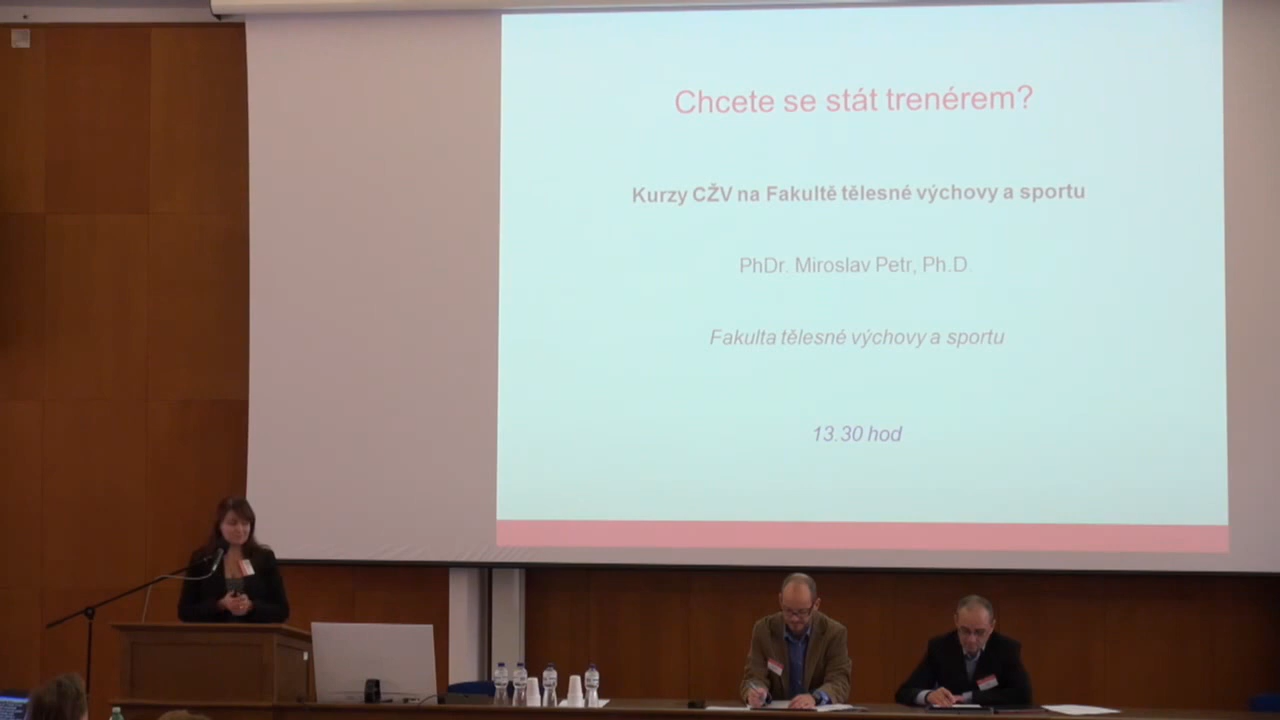 Chcete se stát trenérem?
Kurzy CŽV na Fakultě tělesné výchovy a sportu
PhDr. Miroslav Petr, Ph.D.
Fakulta tělesné výchovy a sportu
13.30 hod